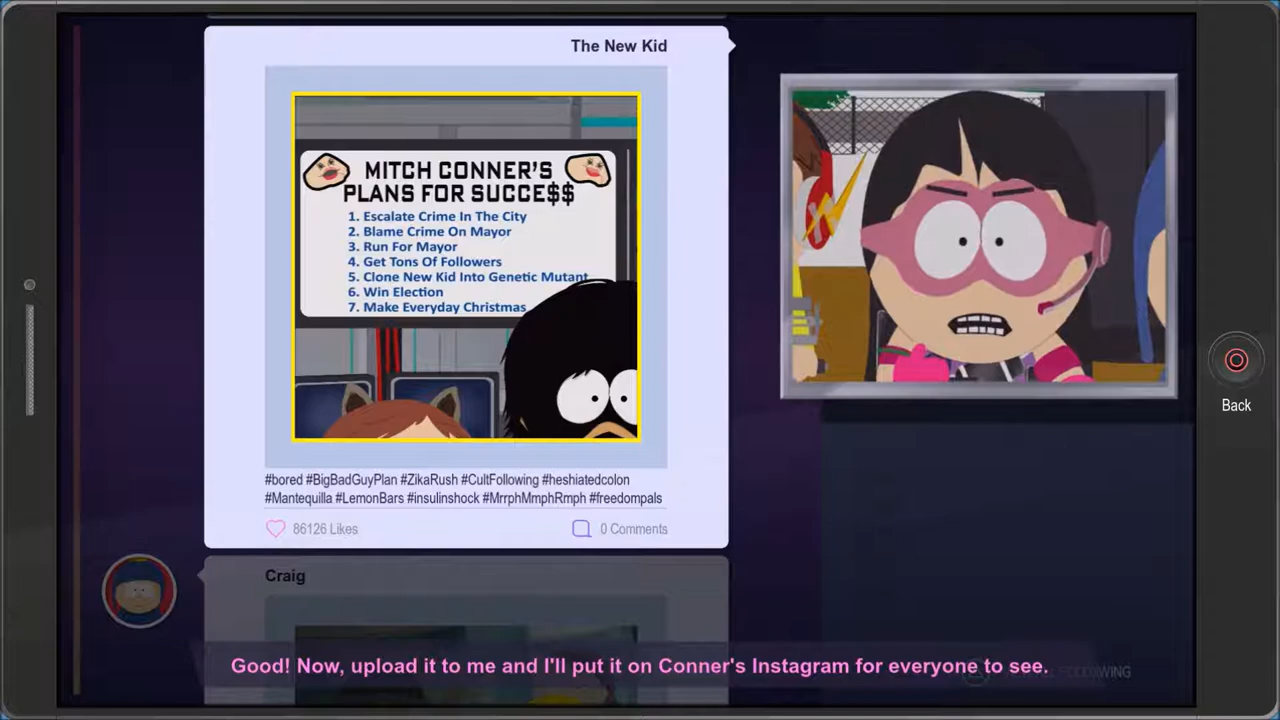 The New Kid
MITCH CONNER'S
PLANS FOR SUCCE$$
1. Escalate Crime In The City
2. Blame Crime On Mayor
3. Run For Mayor
4. Get Tons Of Followers
5. Clone New Kid Into Genetic Mutant
6. Win Election
7. Make Everyday Christmas
#bored #BigBadGuyPlan #ZikaRush #CultFollowing #heshiatedcolon
#Mantequilla #LemonBars #insulinshock #MrrphMmphRmph #freedompals
86126 Likes
0 Comments
Back
Craig
Good! Now, upload it to me and I'll put it on Conner's Instagram for everyone to see.